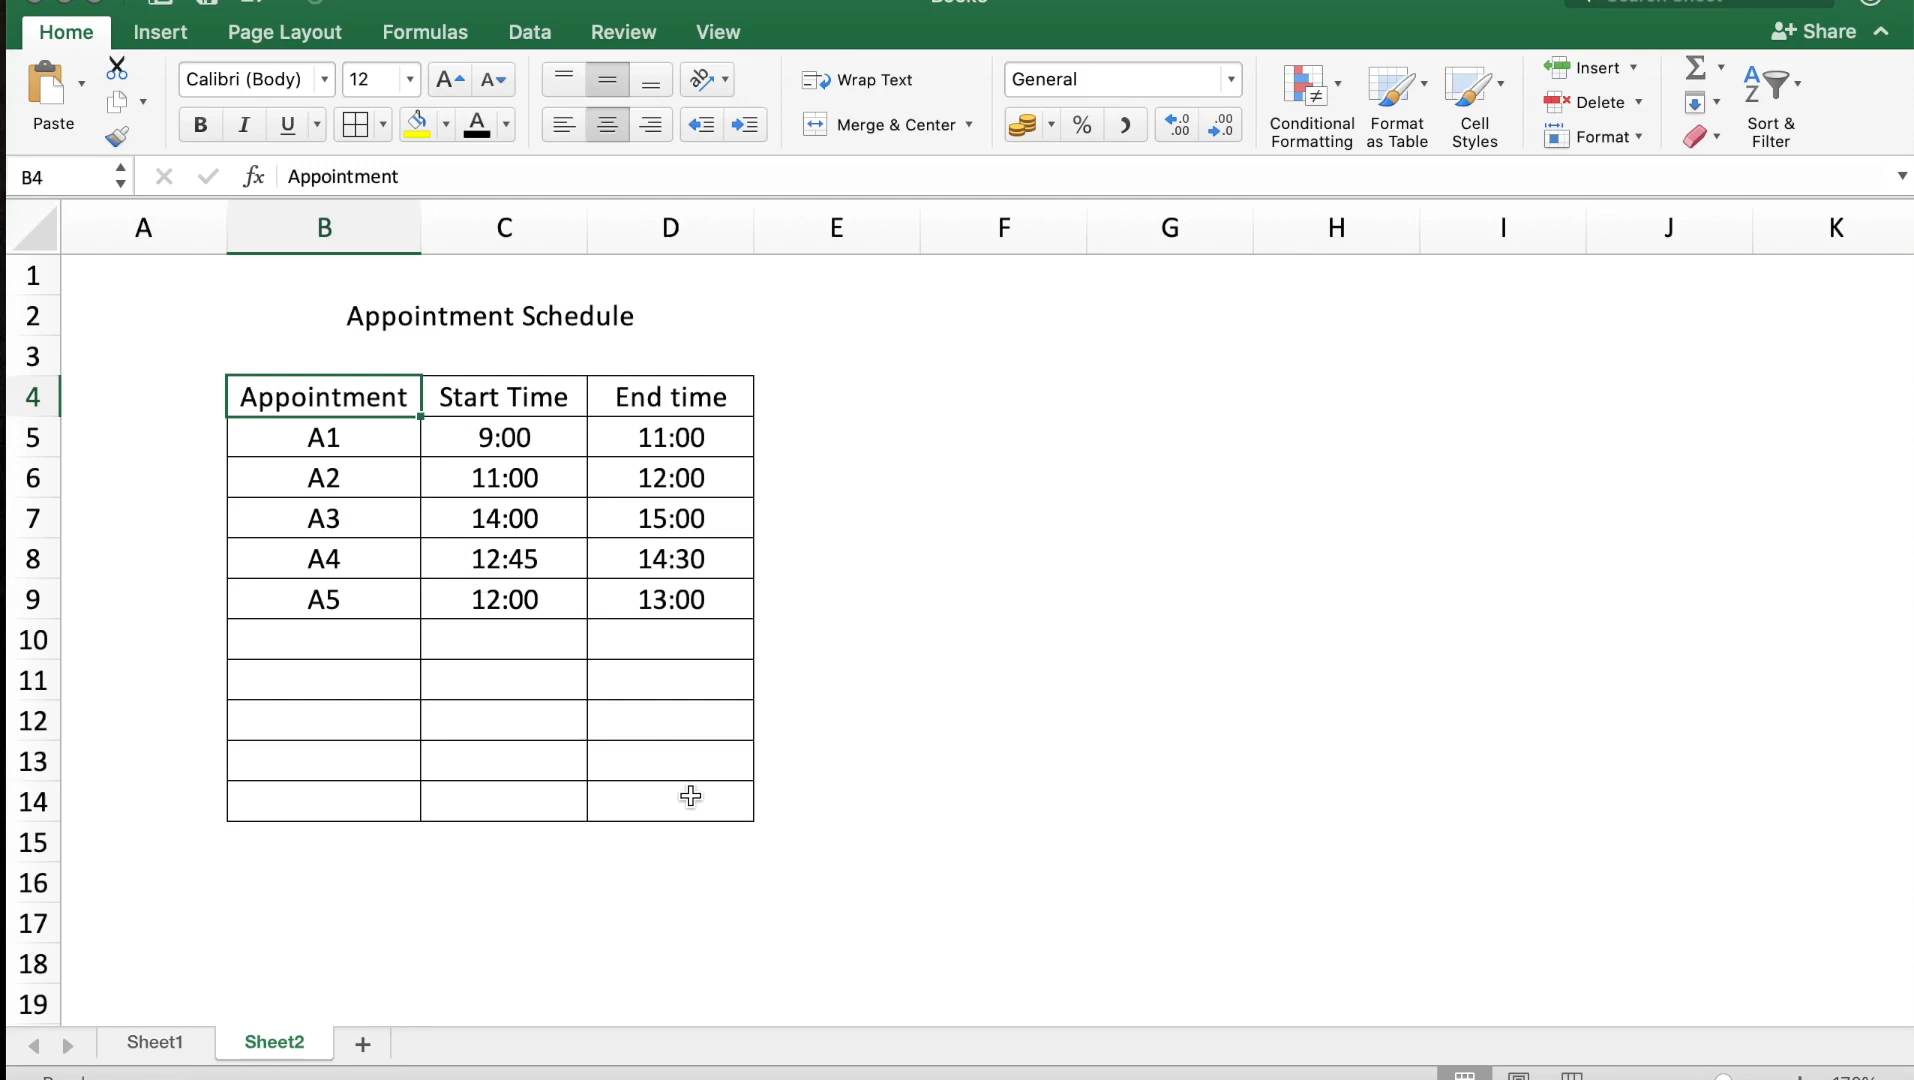 Home Insert Page Layout Formulas Data Review View Share
Calibri (Body) 12 Wrap Text General Insert
Paste B I U A Merge & Center % Conditional Formatting Format as Table Cell Styles Delete Format Sort & Filter
B4 fx Appointment
A B C D E F G H I J K
1
2 Appointment Schedule
3
4 Appointment Start Time End time
5 A1 9:00 11:00
6 A2 11:00 12:00
7 A3 14:00 15:00
8 A4 12:45 14:30
9 A5 12:00 13:00
10
11
12
13
14
15
16
17
18
19
Sheet1 Sheet2 +